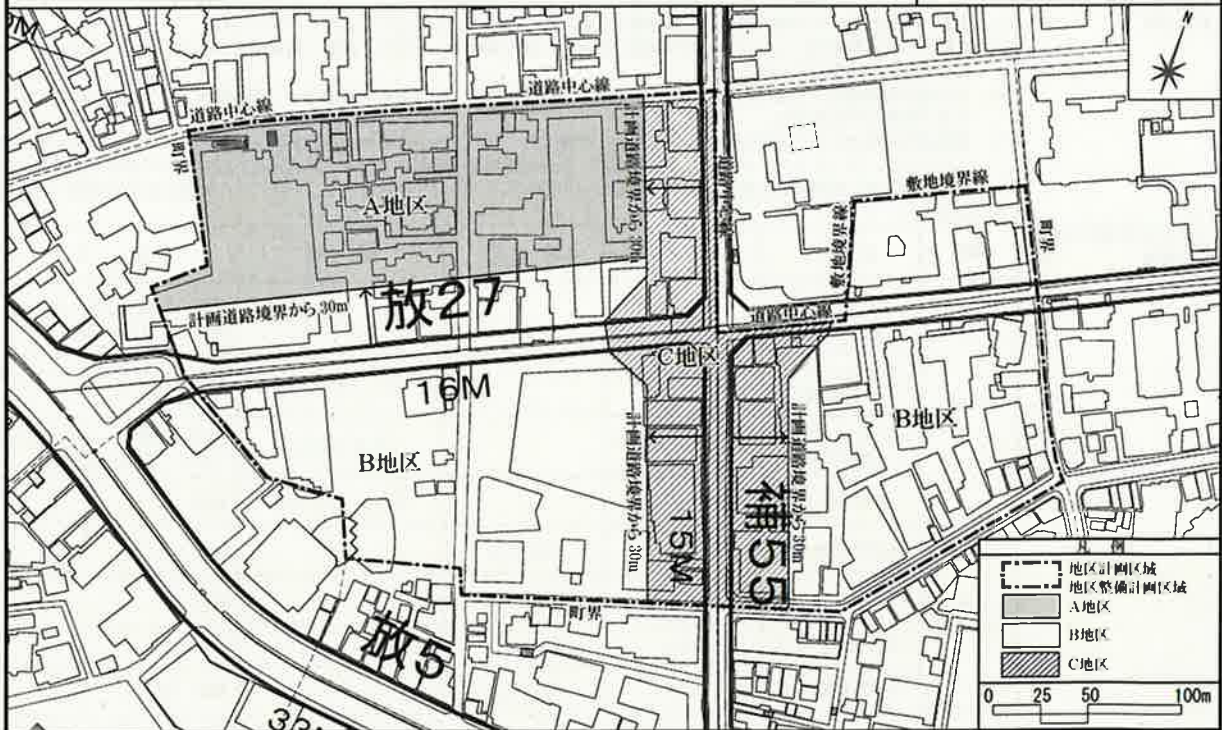 N
道路中心線
道路中心線
町界
計画道路境界から30m
敷地境界線
敷地境界線
町界
A地区
計画道路境界から30m
放27
道路中心線
C地区
16M
B地区
B地区
計画道路境界から30m
計画道路境界から30m
15M
補55
町界
放5
凡例
地区計画区域
地区整備計画区域
A地区
B地区
C地区
0 25 50 100m